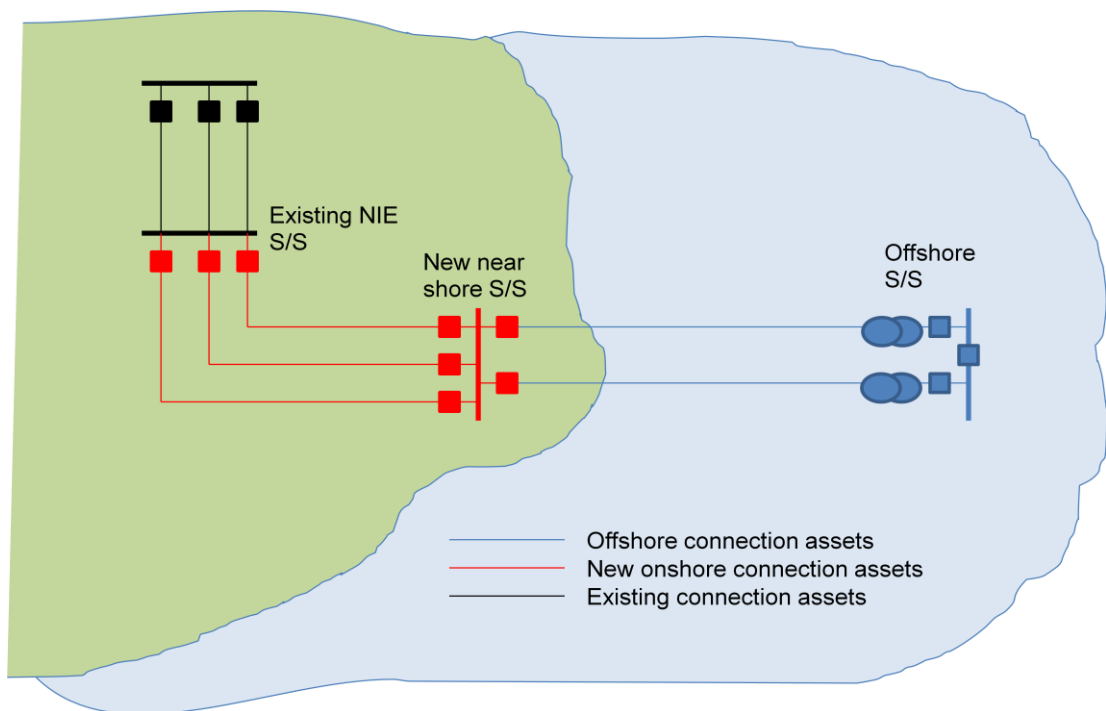 Existing NIE
S/S
New near
shore S/S
Offshore
S/S
Offshore connection assets
New onshore connection assets
Existing connection assets